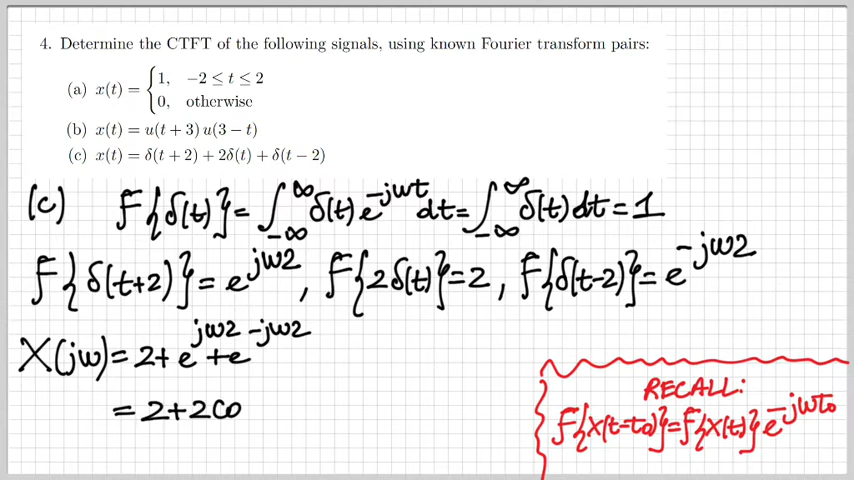 4. Determine the CTFT of the following signals, using known Fourier transform pairs:
(a) x(t) = { 1, −2 ≤ t ≤ 2
0, otherwise
(b) x(t) = u(t + 3) u(3 − t)
(c) x(t) = δ(t + 2) + 2δ(t) + δ(t − 2)
(c) F{δ(t)} = ∫_{-∞}^{∞} δ(t) e^{-jωt} dt = ∫_{-∞}^{∞} δ(t) dt = 1
F{δ(t+2)} = e^{jω2}, F{2δ(t)} = 2, F{δ(t-2)} = e^{-jω2}
X(jω) = 2 + e^{jω2} + e^{-jω2}
= 2 + 2co
RECALL:
F{x(t-t0)} = F{x(t)} e^{-jωt0}